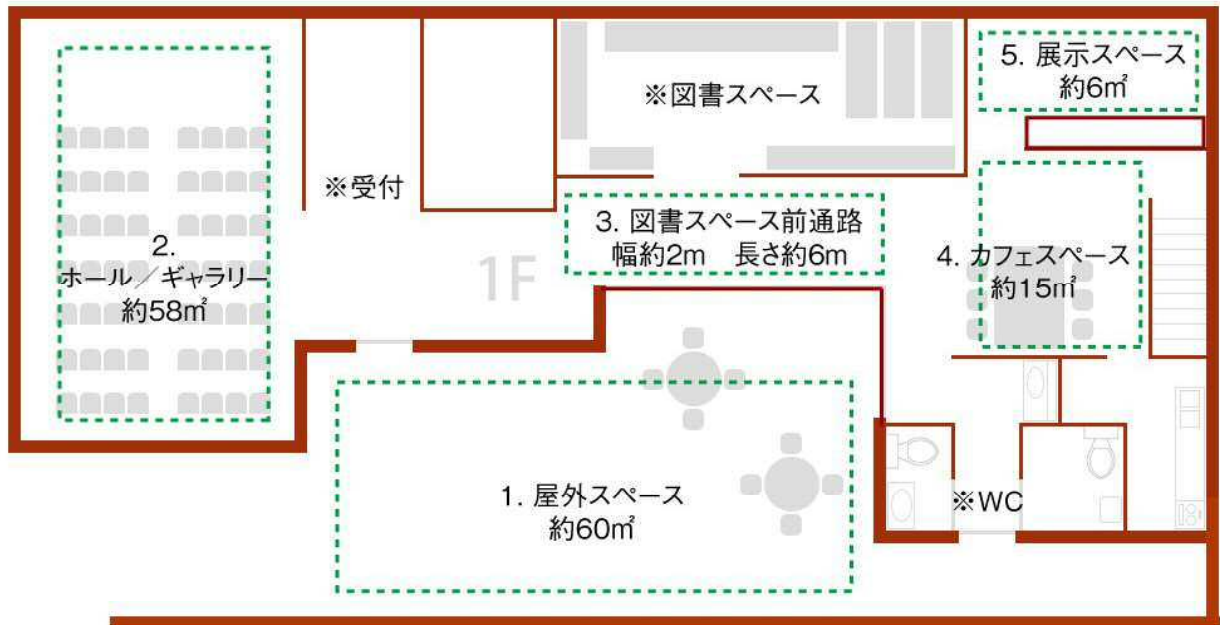 ※図書スペース
5. 展示スペース
約6㎡
※受付
3. 図書スペース前通路
幅約2m 長さ約6m
2.
ホール／ギャラリー
約58㎡
1F
4. カフェスペース
約15㎡
1. 屋外スペース
約60㎡
※WC